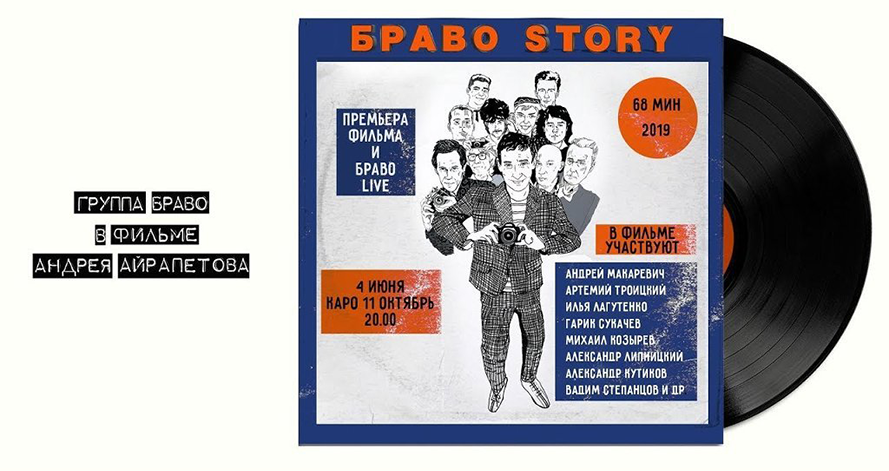 ГРУППА БРАВО
В ФИЛЬМЕ
АНДРЕЯ АЙРАПЕТОВА
БРАВО STORY
ПРЕМЬЕРА
ФИЛЬМА
И
БРАВО
LIVE
68 МИН
2019
4 ИЮНЯ
КАРО 11 ОКТЯБРЬ
20.00
В ФИЛЬМЕ
УЧАСТВУЮТ
АНДРЕЙ МАКАРЕВИЧ
АРТЕМИЙ ТРОИЦКИЙ
ИЛЬЯ ЛАГУТЕНКО
ГАРИК СУКАЧЕВ
МИХАИЛ КОЗЫРЕВ
АЛЕКСАНДР ЛИПНИЦКИЙ
АЛЕКСАНДР КУТИКОВ
ВАДИМ СТЕПАНЦОВ И ДР